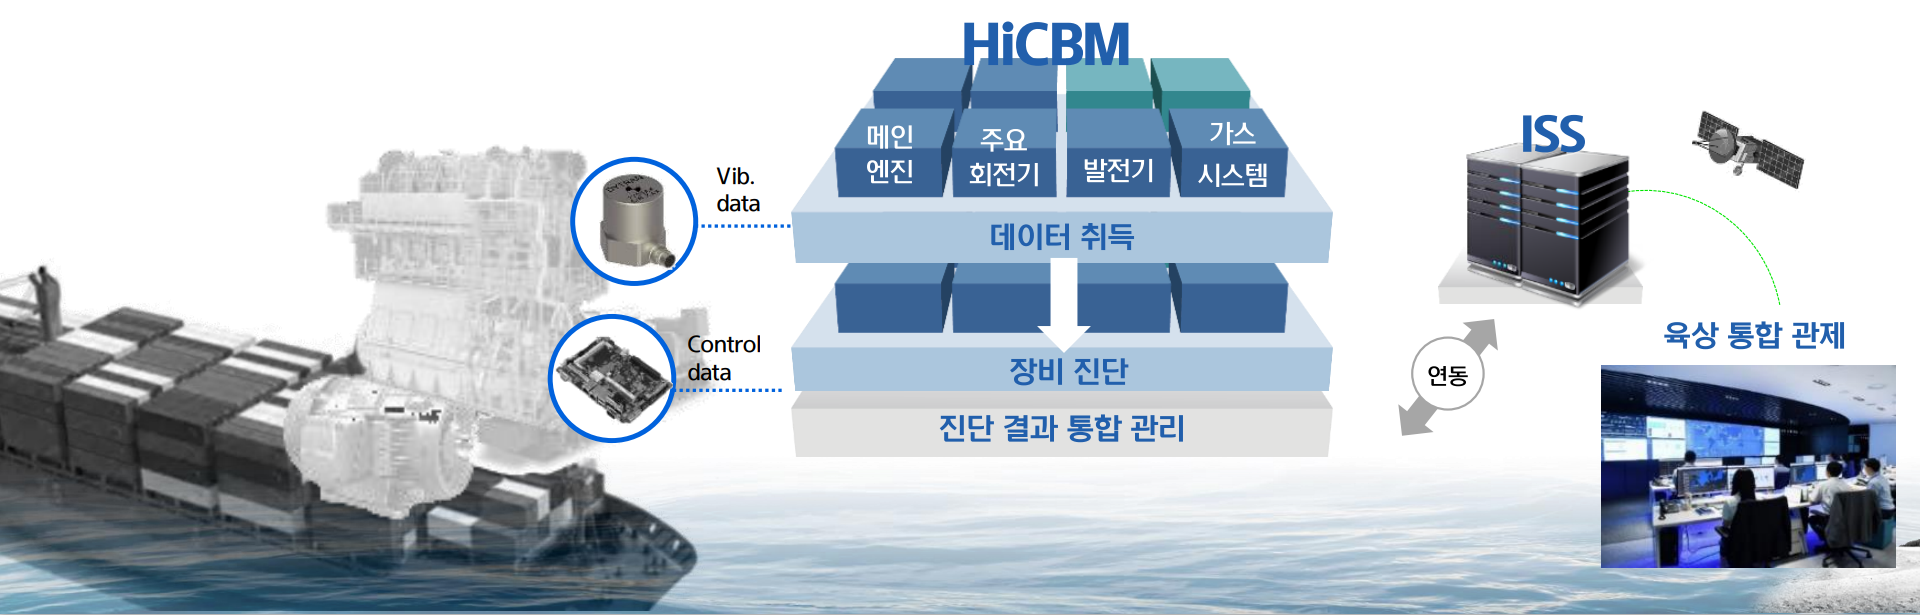 HiCBM
메인
엔진
주요
회전기
발전기
가스
시스템
데이터 취득
장비 진단
진단 결과 통합 관리
Vib.
data
Control
data
ISS
연동
육상 통합 관제